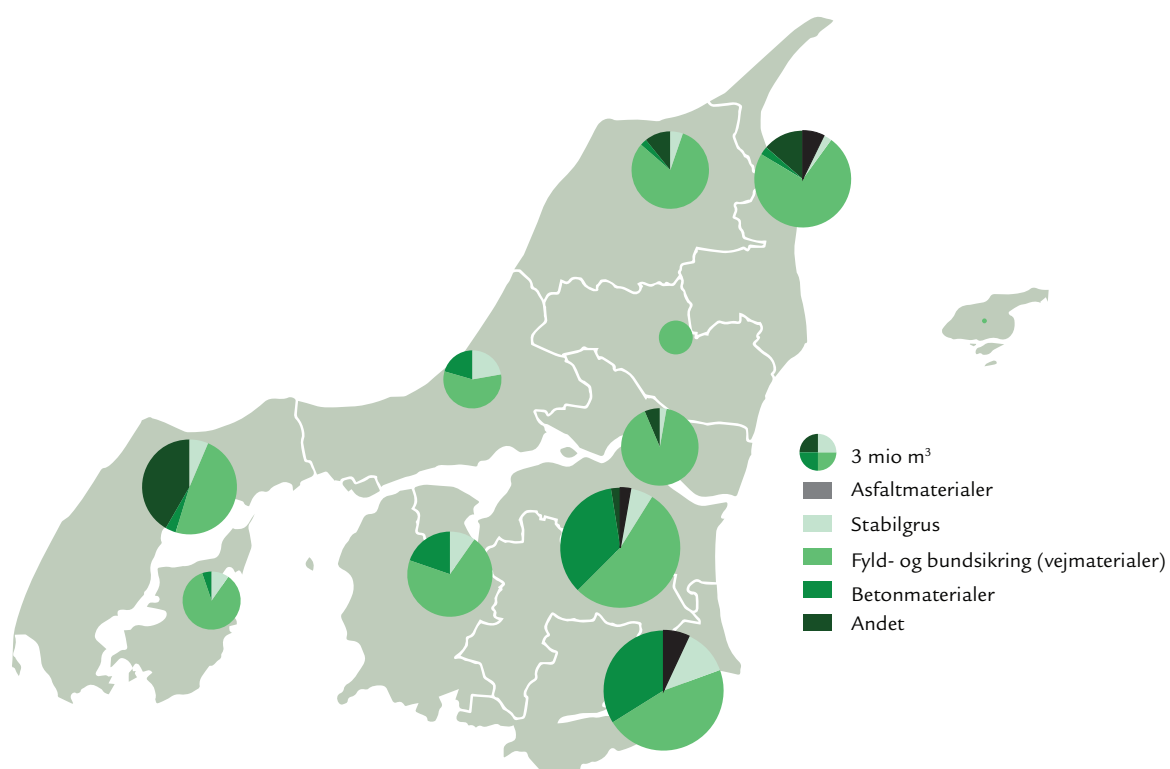 3 mio m³
Asfaltmaterialer
Stabilgrus
Fyld- og bundsikring (vejmaterialer)
Betonmaterialer
Andet